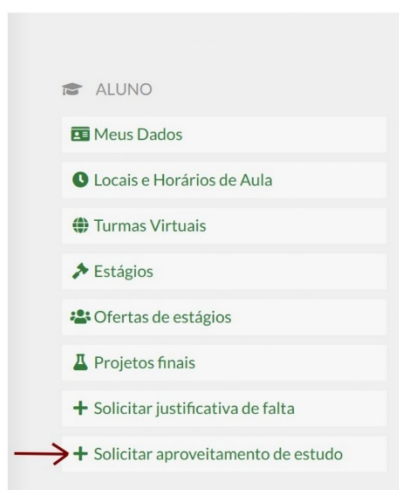 ALUNO
Meus Dados
Locais e Horários de Aula
Turmas Virtuais
Estágios
Ofertas de estágios
Projetos finais
Solicitar justificativa de falta
Solicitar aproveitamento de estudo